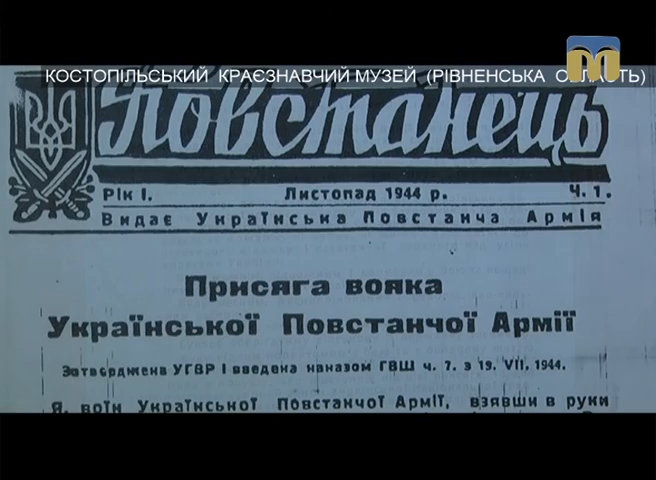 КОСТОПІЛЬСЬКИЙ КРАЄЗНАВЧИЙ МУЗЕЙ (РІВНЕНСЬКА ОБЛАСТЬ)
Повстанець
Рік І. Листопад 1944 р. Ч. 1.
Видає Українська Повстанча Армія
Присяга вояка
Української Повстанчої Армії
Затверджена УГВР і введена наказом ГВШ ч. 7. з 19. VII. 1944.
Я, воїн Української Повстанчої Армії, взявши в руки